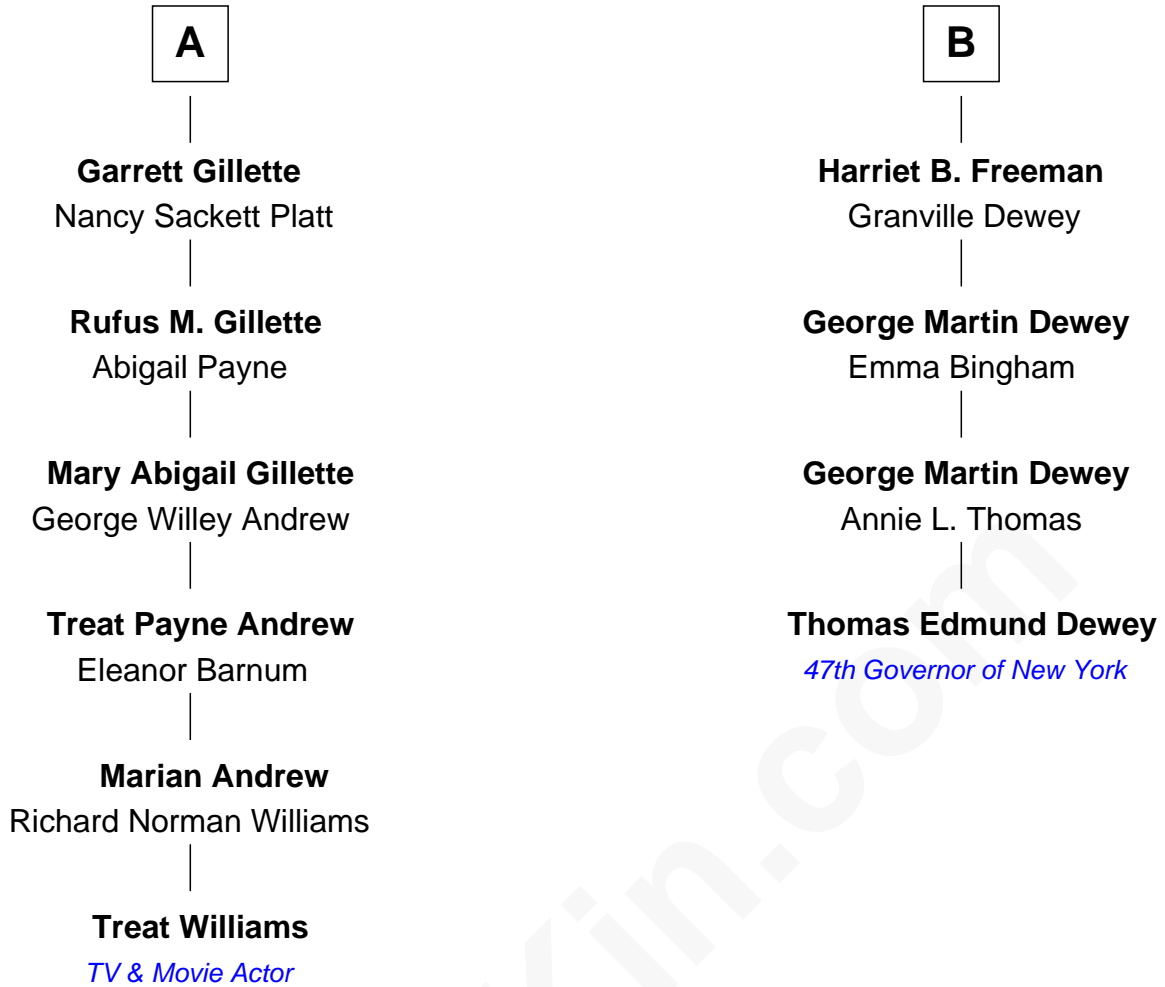 A
Garrett Gillette
Nancy Sackett Platt
Rufus M. Gillette
Abigail Payne
Mary Abigail Gillette
George Willey Andrew
Treat Payne Andrew
Eleanor Barnum
Marian Andrew
Richard Norman Williams
Treat Williams
TV & Movie Actor
B
Harriet B. Freeman
Granville Dewey
George Martin Dewey
Emma Bingham
George Martin Dewey
Annie L. Thomas
Thomas Edmund Dewey
47th Governor of New York
Kin.com